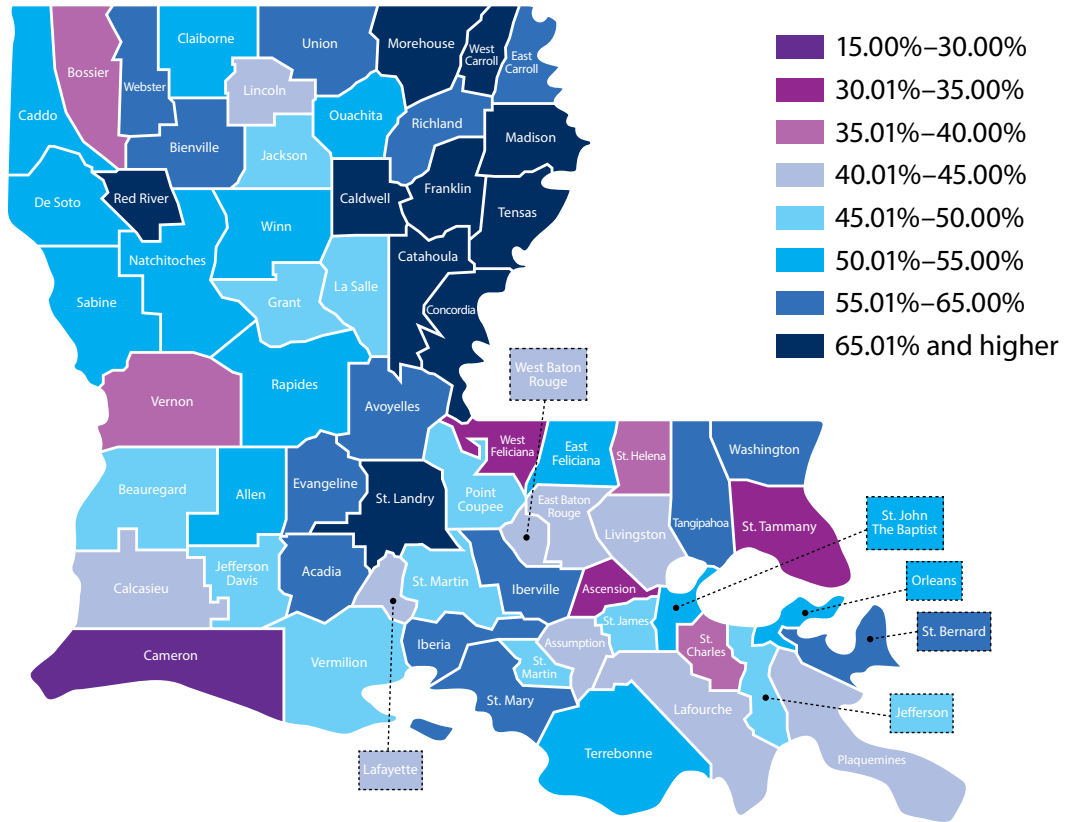 15.00%–30.00%
30.01%–35.00%
35.01%–40.00%
40.01%–45.00%
45.01%–50.00%
50.01%–55.00%
55.01%–65.00%
65.01% and higher
Caddo
Bossier
Webster
Claiborne
Lincoln
Union
Morehouse
West
Carroll
East
Carroll
Ouachita
Richland
Madison
Bienville
Jackson
De Soto
Red River
Caldwell
Franklin
Tensas
Winn
Natchitoches
Catahoula
La Salle
Grant
Sabine
Concordia
Vernon
Rapides
Avoyelles
West Baton
Rouge
West
Feliciana
East
Feliciana
St. Helena
Washington
Beauregard
Allen
Evangeline
St. Landry
Point
Coupee
East Baton
Rouge
Livingston
Tangipahoa
St. Tammany
St. John
The Baptist
Calcasieu
Jefferson
Davis
Acadia
St. Martin
Iberville
Ascension
Orleans
St. James
St. Bernard
Cameron
Vermilion
Iberia
Assumption
St.
Charles
St.
Martin
St. Mary
Lafourche
Jefferson
Lafayette
Terrebonne
Plaquemines